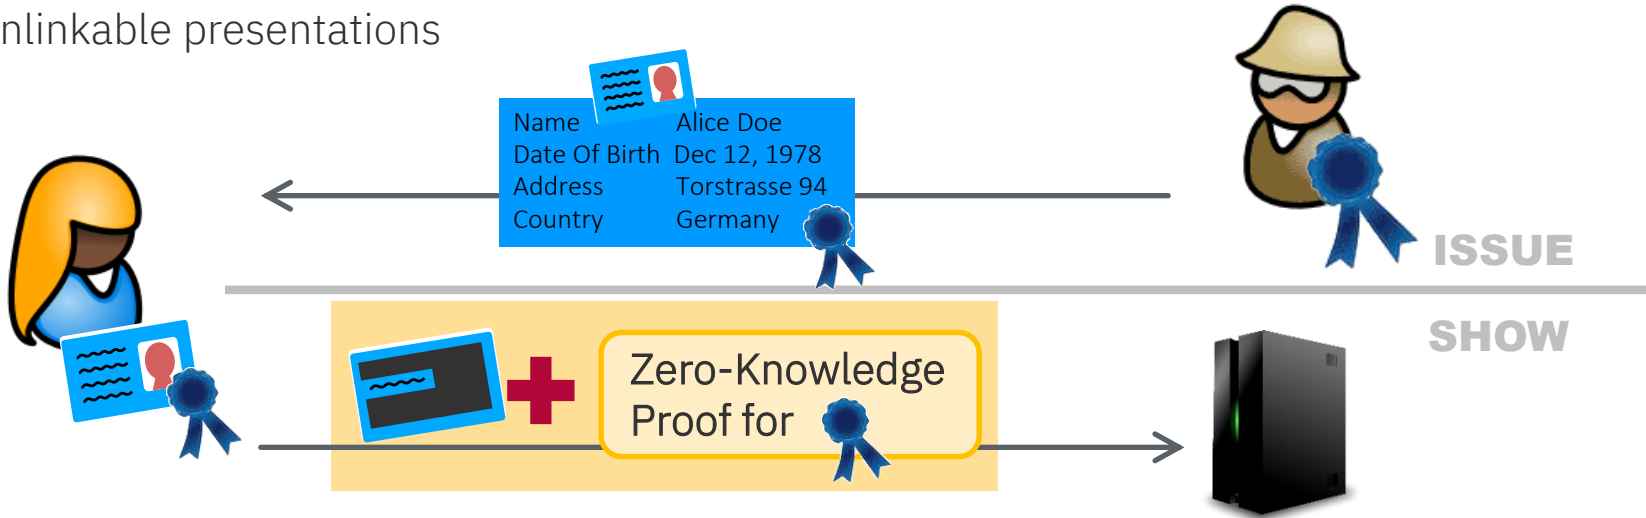 nlinkable presentations
Name Alice Doe
Date Of Birth Dec 12, 1978
Address Torstrasse 94
Country Germany
ISSUE
SHOW
Zero-Knowledge
Proof for